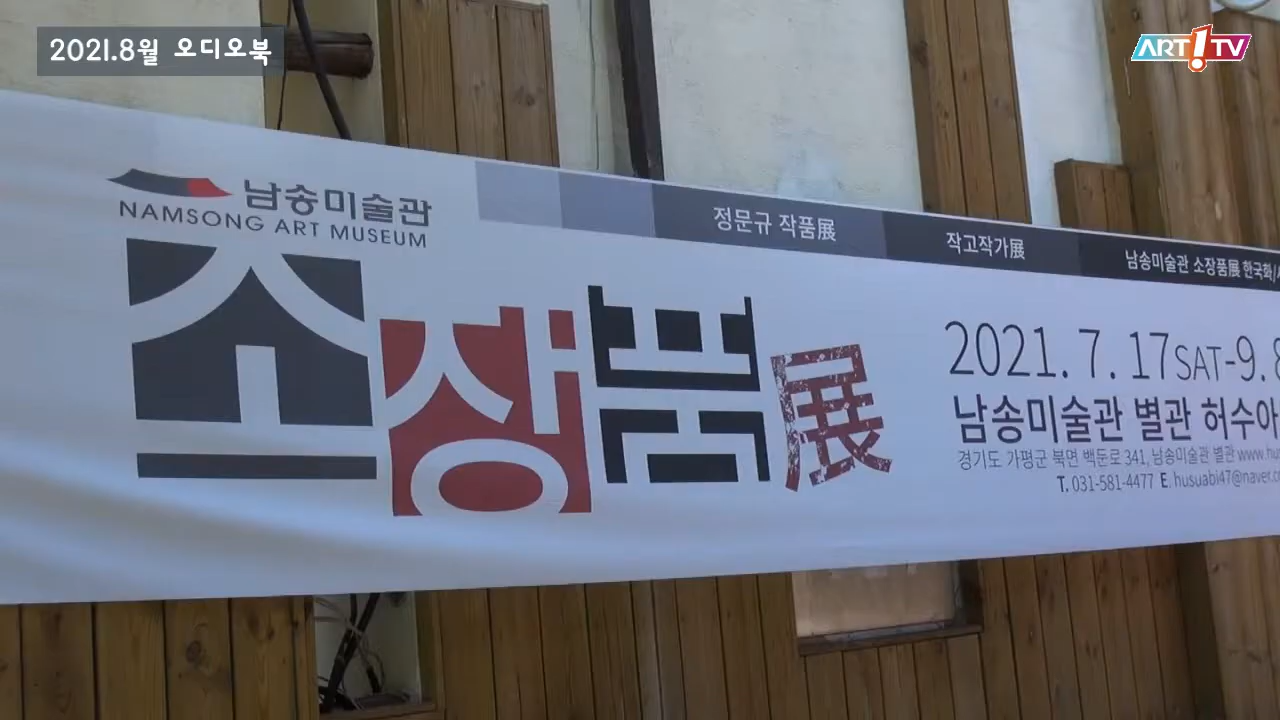 2021.8월 오디오북
ART!TV
남송미술관
NAMSONG ART MUSEUM
정문규 작품展
작고작가展
남송미술관 소장품展 한국화/
소장품展
2021. 7. 17SAT-9. 8
남송미술관 별관 허수아
경기도 가평군 북면 백둔로 341, 남송미술관 별관 www.hus
T. 031-581-4477 E. husuabi47@naver.c